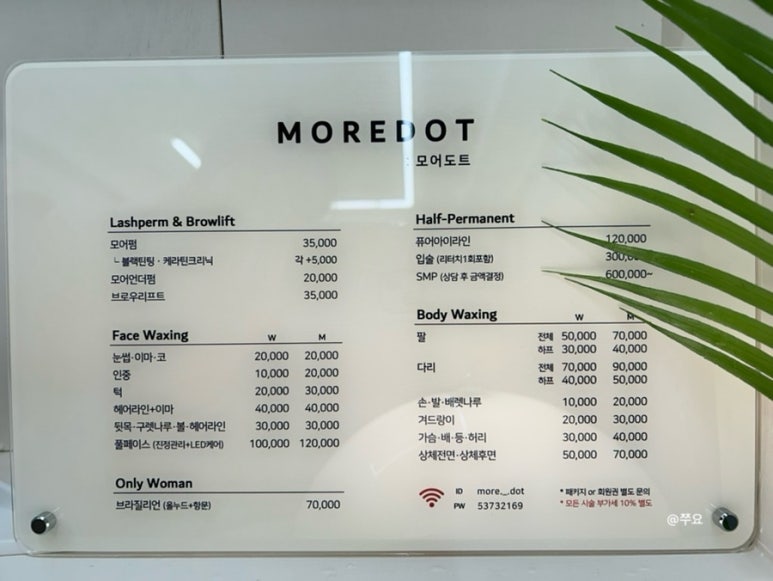 MOREDOT
: 모어도트
Lashperm & Browlift
모어펌 35,000
└ 블랙틴팅 · 케라틴크리닉 각 +5,000
모어언더펌 20,000
브로우리프트 35,000
Face Waxing W M
눈썹·이마·코 20,000 20,000
인중 10,000 20,000
턱 20,000 30,000
헤어라인+이마 40,000 40,000
뒷목·구렛나루·볼·헤어라인 30,000 30,000
풀페이스 (진정관리+LED케어) 100,000 120,000
Only Woman
브라질리언 (올누드+항문) 70,000
Half-Permanent
퓨어아이라인 120,000
입술 (리터치1회포함)
SMP (상담 후 금액결정) 600,000~
Body Waxing W M
팔 전체 50,000 70,000
하프 30,000 40,000
다리 전체 70,000 90,000
하프 40,000 50,000
손·발·배렛나루 10,000 20,000
겨드랑이 20,000 30,000
가슴·배·등·허리 30,000 40,000
상체전면·상체후면 50,000 70,000
ID more._.dot
PW 53732169
* 패키지 or 회원권 별도 문의
* 모든 시술 부가세 10% 별도
@쭈요